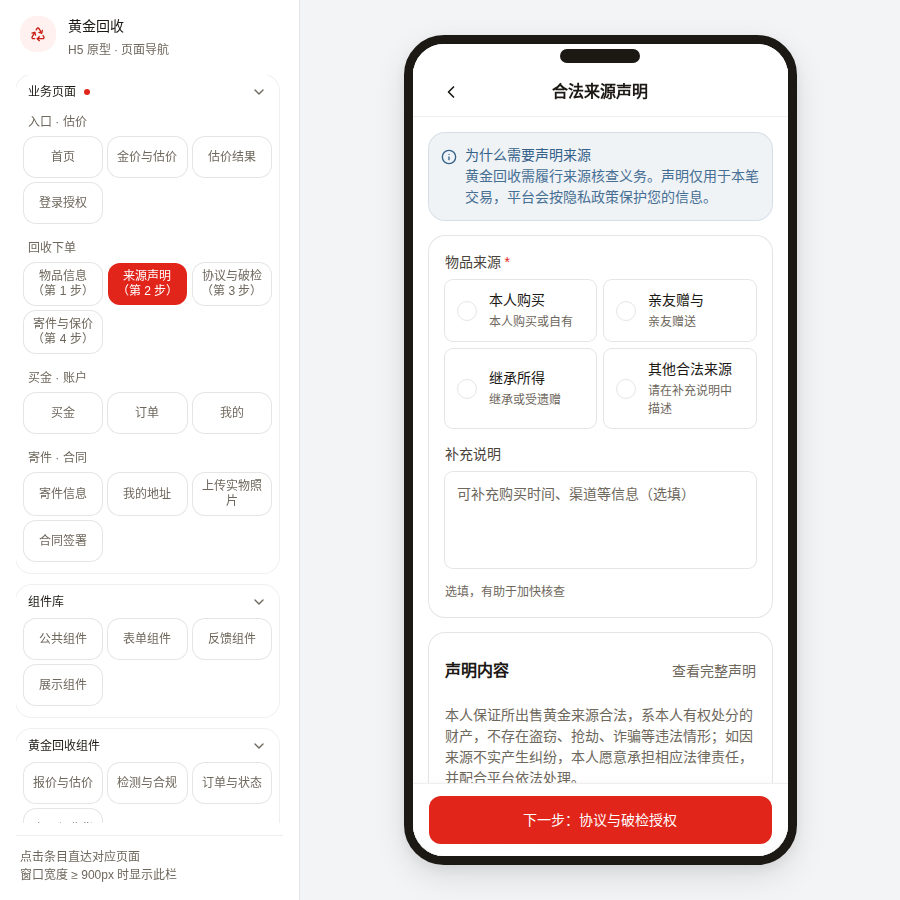 黄金回收
H5 原型 · 页面导航
业务页面
入口 · 估价
首页
金价与估价
估价结果
登录授权
回收下单
物品信息
（第 1 步）
来源声明
（第 2 步）
协议与破检
（第 3 步）
寄件与保价
（第 4 步）
买金 · 账户
买金
订单
我的
寄件 · 合同
寄件信息
我的地址
上传实物照
片
合同签署
组件库
公共组件
表单组件
反馈组件
展示组件
黄金回收组件
报价与估价
检测与合规
订单与状态
点击条目直达对应页面
窗口宽度 ≥ 900px 时显示此栏
合法来源声明
为什么需要声明来源
黄金回收需履行来源核查义务。声明仅用于本笔
交易，平台会按隐私政策保护您的信息。
物品来源 *
本人购买
本人购买或自有
亲友赠与
亲友赠送
继承所得
继承或受遗赠
其他合法来源
请在补充说明中
描述
补充说明
可补充购买时间、渠道等信息（选填）
选填，有助于加快核查
声明内容
查看完整声明
本人保证所出售黄金来源合法，系本人有权处分的
财产，不存在盗窃、抢劫、诈骗等违法情形；如因
来源不实产生纠纷，本人愿意承担相应法律责任，
并配合平台依法处理。
下一步：协议与破检授权